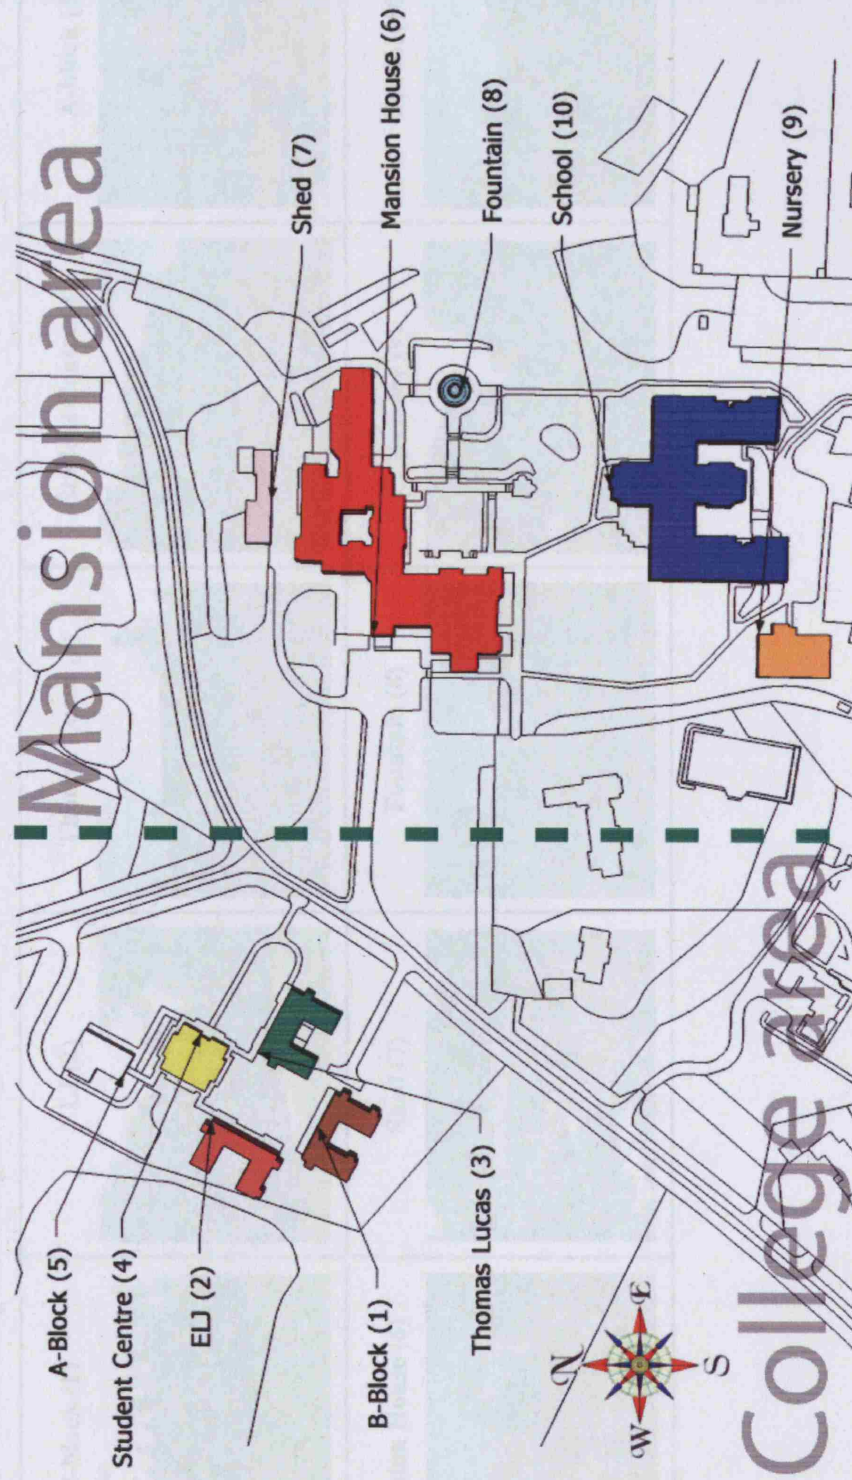 Mansion area
Shed (7)
Mansion House (6)
Fountain (8)
School (10)
Nursery (9)
A-Block (5)
Student Centre (4)
ELJ (2)
B-Block (1)
Thomas Lucas (3)
N
W
E
S
College area